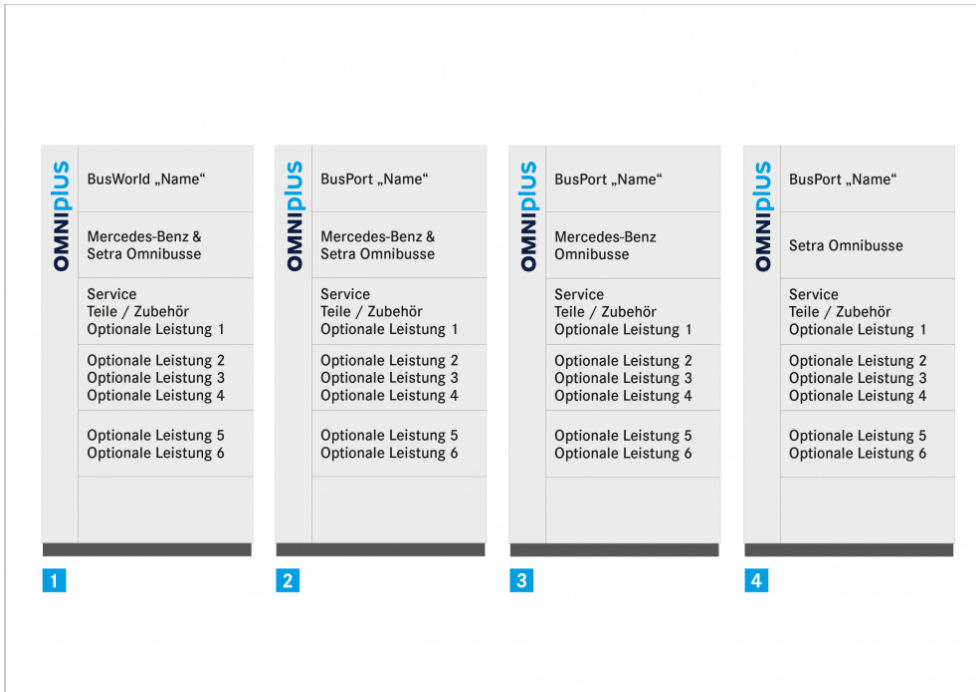 OMNIplus
BusWorld „Name“
Mercedes-Benz &
Setra Omnibusse
Service
Teile / Zubehör
Optionale Leistung 1
Optionale Leistung 2
Optionale Leistung 3
Optionale Leistung 4
Optionale Leistung 5
Optionale Leistung 6
1
OMNIplus
BusPort „Name“
Mercedes-Benz &
Setra Omnibusse
Service
Teile / Zubehör
Optionale Leistung 1
Optionale Leistung 2
Optionale Leistung 3
Optionale Leistung 4
Optionale Leistung 5
Optionale Leistung 6
2
OMNIplus
BusPort „Name“
Mercedes-Benz
Omnibusse
Service
Teile / Zubehör
Optionale Leistung 1
Optionale Leistung 2
Optionale Leistung 3
Optionale Leistung 4
Optionale Leistung 5
Optionale Leistung 6
3
OMNIplus
BusPort „Name“
Setra Omnibusse
Service
Teile / Zubehör
Optionale Leistung 1
Optionale Leistung 2
Optionale Leistung 3
Optionale Leistung 4
Optionale Leistung 5
Optionale Leistung 6
4